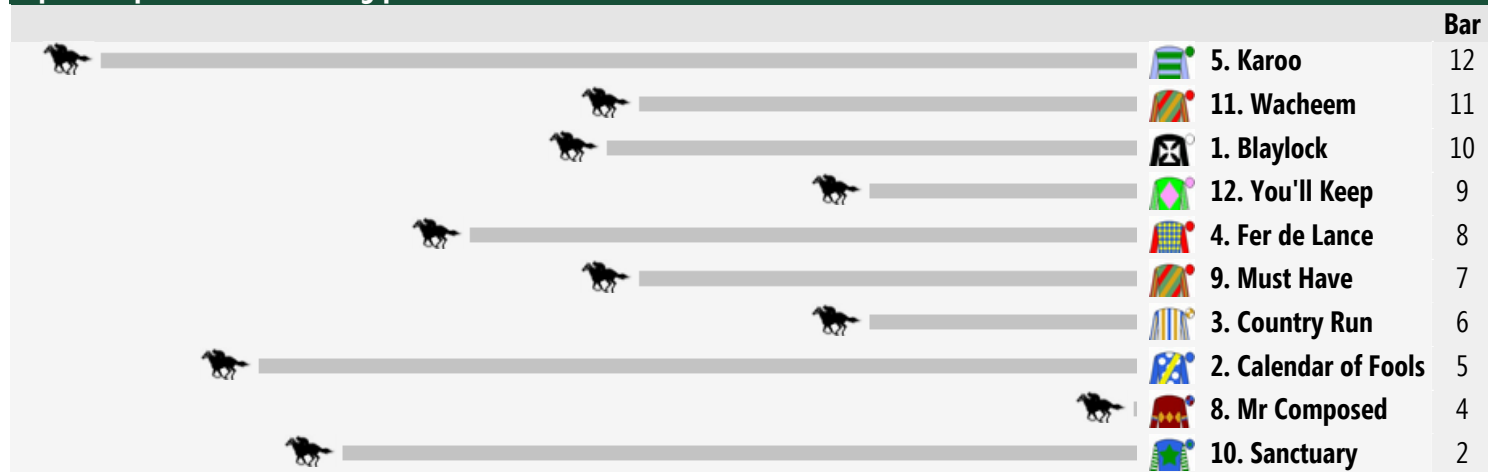 Bar
5. Karoo 12
11. Wacheem 11
1. Blaylock 10
12. You'll Keep 9
4. Fer de Lance 8
9. Must Have 7
3. Country Run 6
2. Calendar of Fools 5
8. Mr Composed 4
10. Sanctuary 2